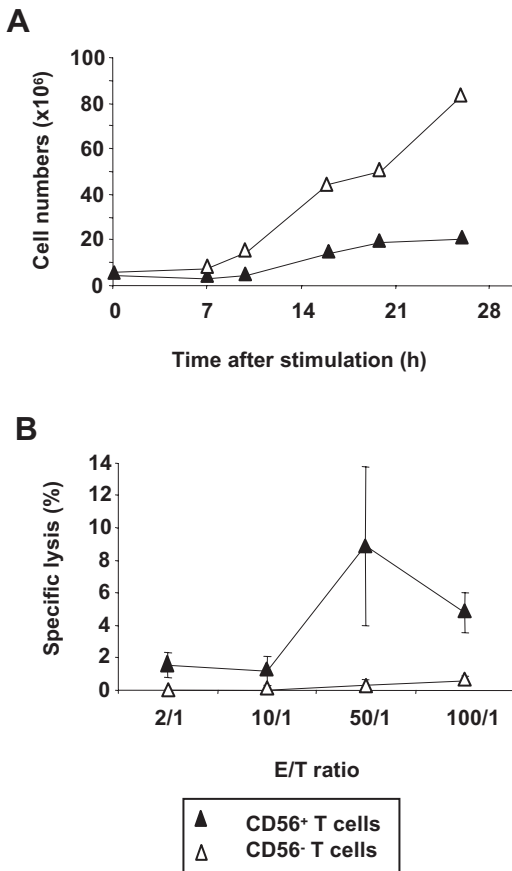 A
Cell numbers (x10⁶)
100
80
60
40
20
0
0 7 14 21 28
Time after stimulation (h)
B
Specific lysis (%)
14
12
10
8
6
4
2
0
2/1 10/1 50/1 100/1
E/T ratio
CD56⁺ T cells
CD56⁻ T cells